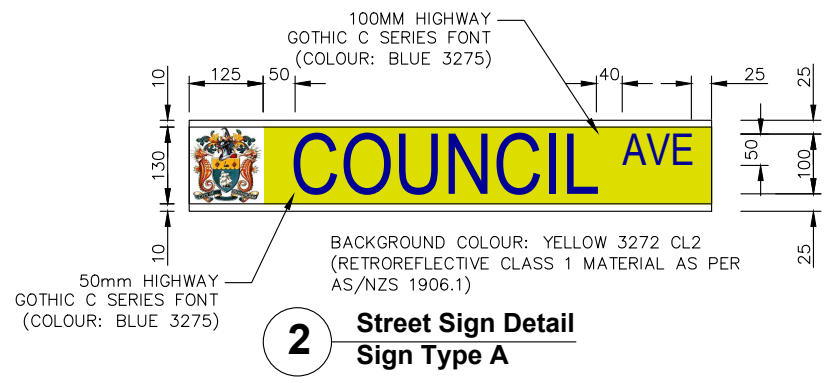 100MM HIGHWAY
GOTHIC C SERIES FONT
(COLOUR: BLUE 3275)
10
125
50
40
25
25
130
COUNCIL AVE
50
100
10
25
BACKGROUND COLOUR: YELLOW 3272 CL2
(RETROREFLECTIVE CLASS 1 MATERIAL AS PER
AS/NZS 1906.1)
50mm HIGHWAY
GOTHIC C SERIES FONT
(COLOUR: BLUE 3275)
2
Street Sign Detail
Sign Type A